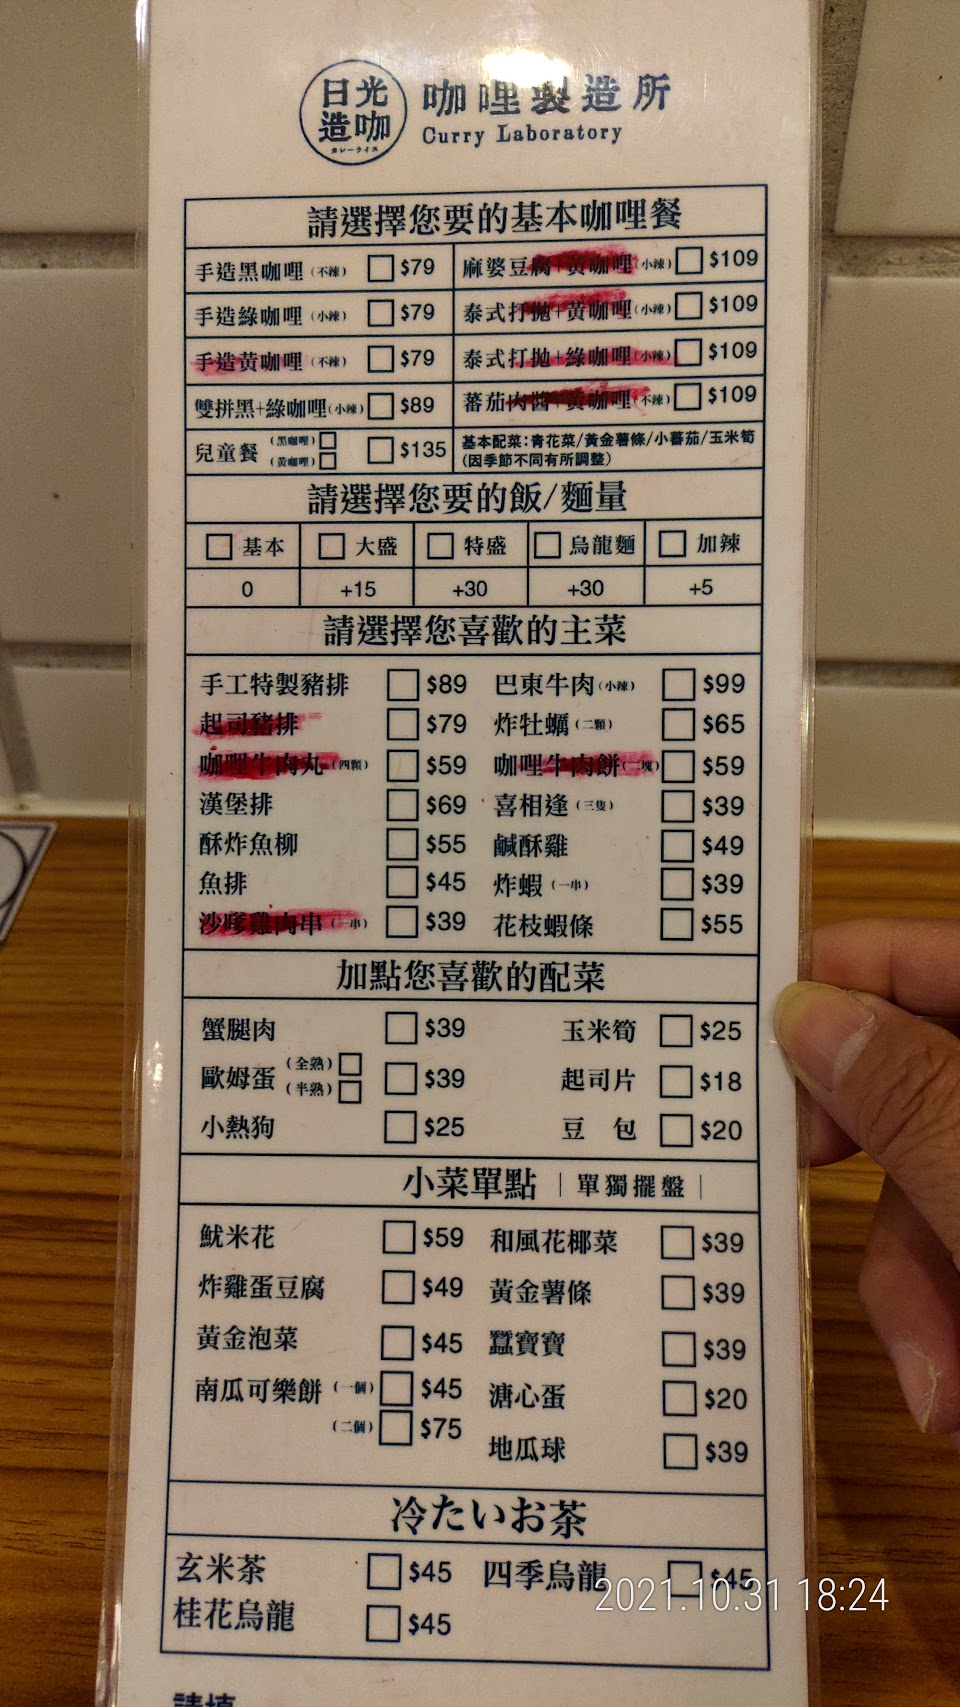 日光
造咖
カレーライス
咖哩製造所
Curry Laboratory
請選擇您要的基本咖哩餐
手造黑咖哩(不辣) $79 麻婆豆腐+黃咖哩(小辣) $109
手造綠咖哩(小辣) $79 泰式打拋+黃咖哩(小辣) $109
手造黃咖哩(不辣) $79 泰式打拋+綠咖哩(小辣) $109
雙拼黑+綠咖哩(小辣) $89 蕃茄肉醬+黃咖哩(不辣) $109
兒童餐 (黑咖哩) (黃咖哩) $135 基本配菜:青花菜/黃金薯條/小蕃茄/玉米筍
(因季節不同有所調整)
請選擇您要的飯/麵量
基本 大盛 特盛 烏龍麵 加辣
0 +15 +30 +30 +5
請選擇您喜歡的主菜
手工特製豬排 $89 巴東牛肉(小辣) $99
起司豬排 $79 炸牡蠣(二顆) $65
咖哩牛肉丸(四顆) $59 咖哩牛肉餅(一塊) $59
漢堡排 $69 喜相逢(三隻) $39
酥炸魚柳 $55 鹹酥雞 $49
魚排 $45 炸蝦(一串) $39
沙嗲雞肉串(一串) $39 花枝蝦條 $55
加點您喜歡的配菜
蟹腿肉 $39 玉米筍 $25
歐姆蛋 (全熟) (半熟) $39 起司片 $18
小熱狗 $25 豆 包 $20
小菜單點 | 單獨擺盤 |
魷米花 $59 和風花椰菜 $39
炸雞蛋豆腐 $49 黃金薯條 $39
黃金泡菜 $45 蠶寶寶 $39
南瓜可樂餅 (一個) $45 溏心蛋 $20
(二個) $75 地瓜球 $39
冷たいお茶
玄米茶 $45 四季烏龍 $45
桂花烏龍 $45
2021.10.31 18:24
請填